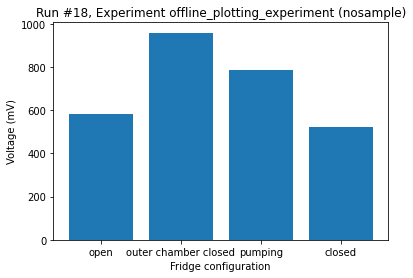 Run #18, Experiment offline_plotting_experiment (nosample)
1000
800
600
400
200
0
Voltage (mV)
open outer chamber closed pumping closed
Fridge configuration